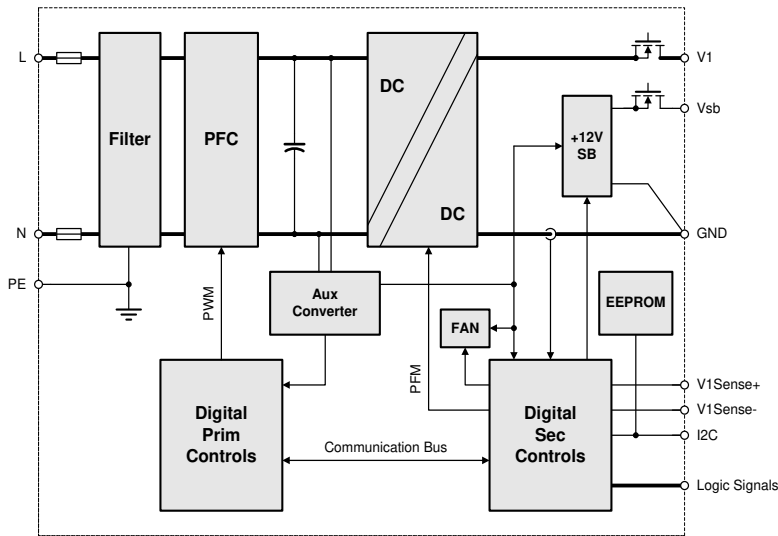 L
V1
DC
Vsb
Filter
PFC
+12V
SB
DC
N
GND
PE
PWM
Aux
Converter
EEPROM
FAN
PFM
V1Sense+
Digital
Prim
Controls
Digital
Sec
Controls
V1Sense-
I2C
Communication Bus
Logic Signals